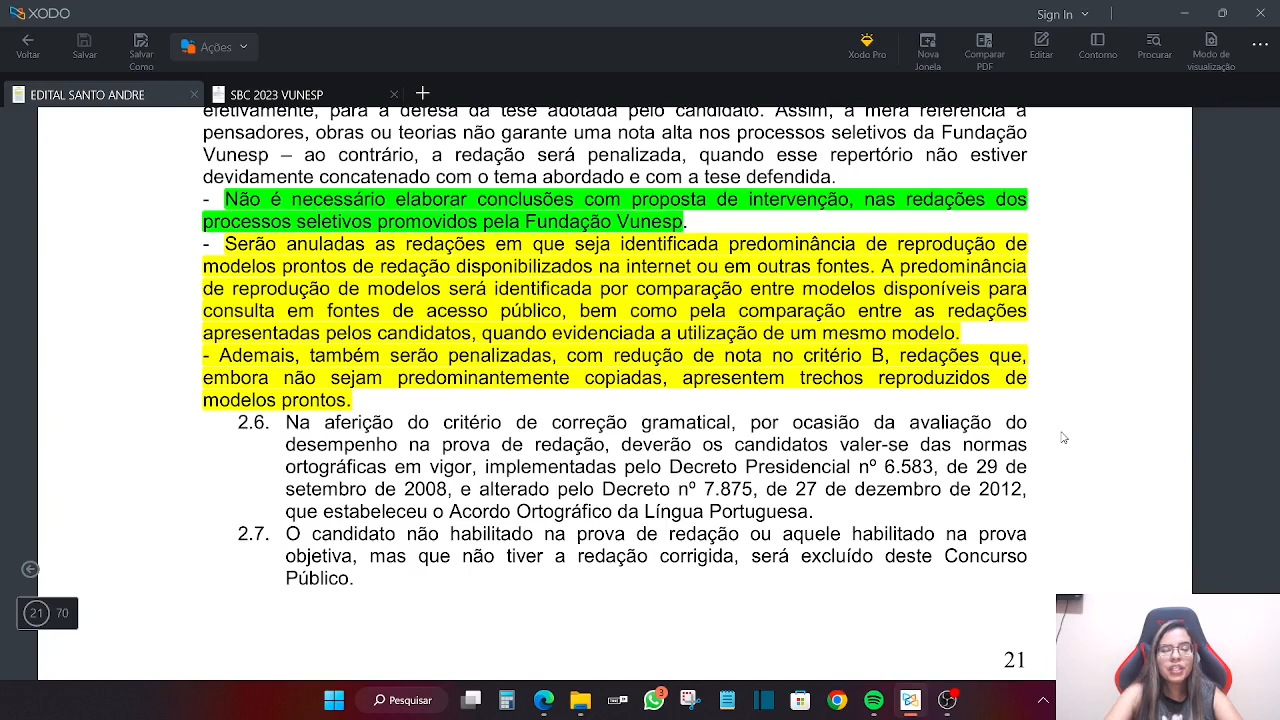 XODO
Sign In
Voltar
Salvar
Salvar Como
Ações
Xodo Pro
Nova Jonela
Comparar PDF
Editar
Contorno
Procurar
Modo de visualização
EDITAL SANTO ANDRE
SBC 2023 VUNESP
efetivamente, para a defesa da tese adotada pelo candidato. Assim, a mera referência a
pensadores, obras ou teorias não garante uma nota alta nos processos seletivos da Fundação
Vunesp – ao contrário, a redação será penalizada, quando esse repertório não estiver
devidamente concatenado com o tema abordado e com a tese defendida.
- Não é necessário elaborar conclusões com proposta de intervenção, nas redações dos
processos seletivos promovidos pela Fundação Vunesp.
- Serão anuladas as redações em que seja identificada predominância de reprodução de
modelos prontos de redação disponibilizados na internet ou em outras fontes. A predominância
de reprodução de modelos será identificada por comparação entre modelos disponíveis para
consulta em fontes de acesso público, bem como pela comparação entre as redações
apresentadas pelos candidatos, quando evidenciada a utilização de um mesmo modelo.
- Ademais, também serão penalizadas, com redução de nota no critério B, redações que,
embora não sejam predominantemente copiadas, apresentem trechos reproduzidos de
modelos prontos.
2.6. Na aferição do critério de correção gramatical, por ocasião da avaliação do
desempenho na prova de redação, deverão os candidatos valer-se das normas
ortográficas em vigor, implementadas pelo Decreto Presidencial nº 6.583, de 29 de
setembro de 2008, e alterado pelo Decreto nº 7.875, de 27 de dezembro de 2012,
que estabeleceu o Acordo Ortográfico da Língua Portuguesa.
2.7. O candidato não habilitado na prova de redação ou aquele habilitado na prova
objetiva, mas que não tiver a redação corrigida, será excluído deste Concurso
Público.
21 70
21
Pesquisar
3